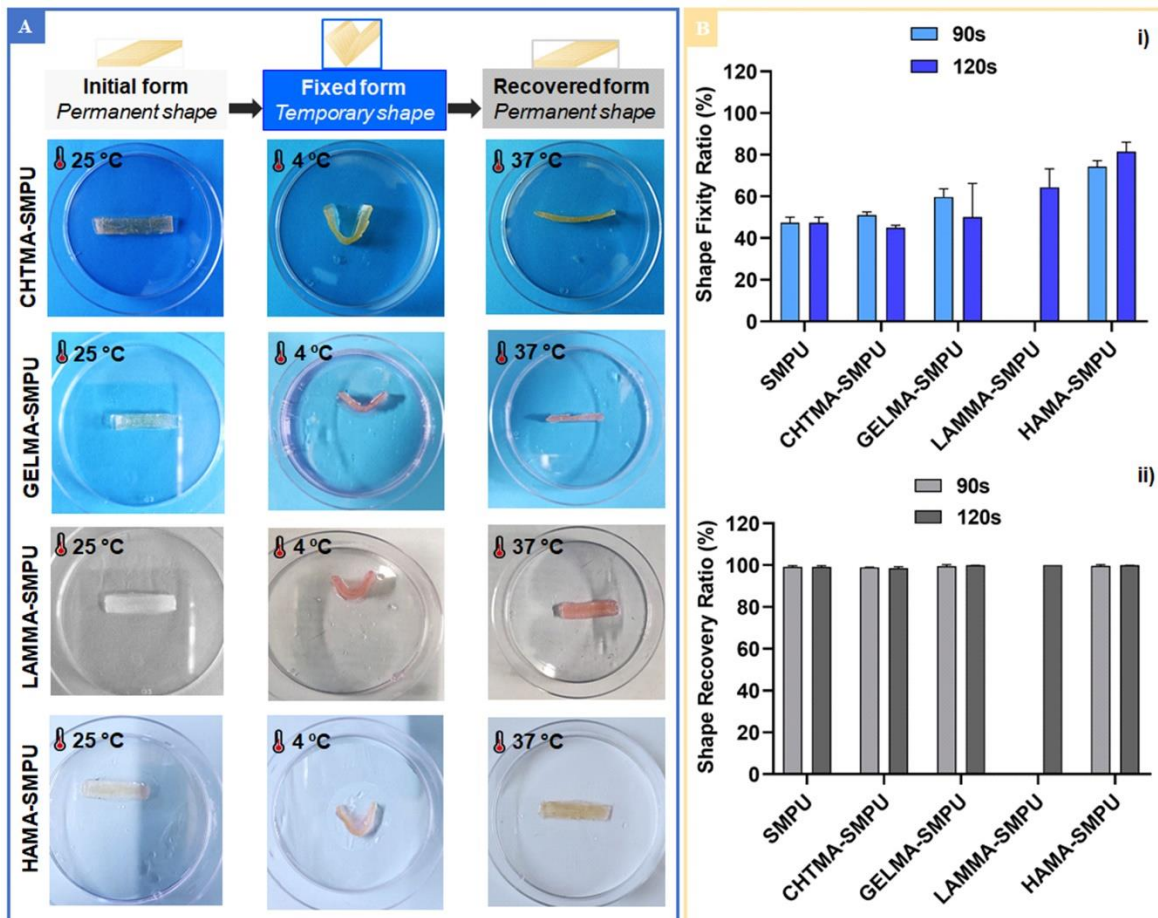 A
Initial form
Permanent shape
Fixed form
Temporary shape
Recovered form
Permanent shape
CHTMA-SMPU
25 °C
4 °C
37 °C
GELMA-SMPU
25 °C
4 °C
37 °C
LAMMA-SMPU
25 °C
4 °C
37 °C
HAMA-SMPU
25 °C
4 °C
37 °C
B
i)
90s
120s
Shape Fixity Ratio (%)
120
100
80
60
40
20
0
SMPU
CHTMA-SMPU
GELMA-SMPU
LAMMA-SMPU
HAMA-SMPU
ii)
90s
120s
Shape Recovery Ratio (%)
120
100
80
60
40
20
0
SMPU
CHTMA-SMPU
GELMA-SMPU
LAMMA-SMPU
HAMA-SMPU